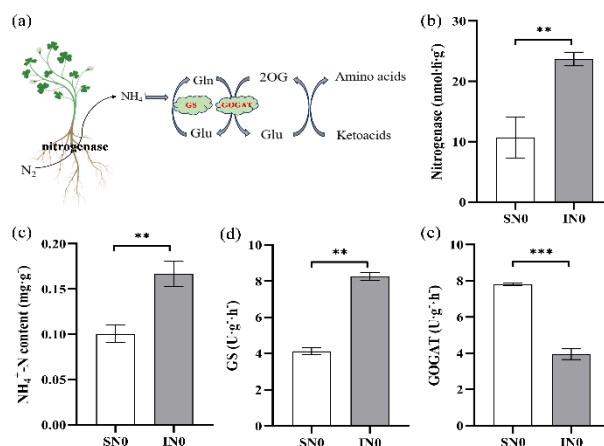 (a)
N₂
nitrogenase
NH₄⁺
Gln
GS
Glu
GOGAT
2OG
Glu
Amino acids
Ketoacids
(b)
Nitrogenase (nmol·h·g⁻)
30
20
10
0
**
SN0
IN0
(c)
NH₄⁺-N content (mg·g⁻)
0.20
0.15
0.10
0.05
0.00
**
SN0
IN0
(d)
GS (U·g⁻·h⁻)
8
6
4
2
0
**
SN0
IN0
(e)
GOGAT (U·g⁻·h⁻)
10
8
6
4
2
0
***
SN0
IN0